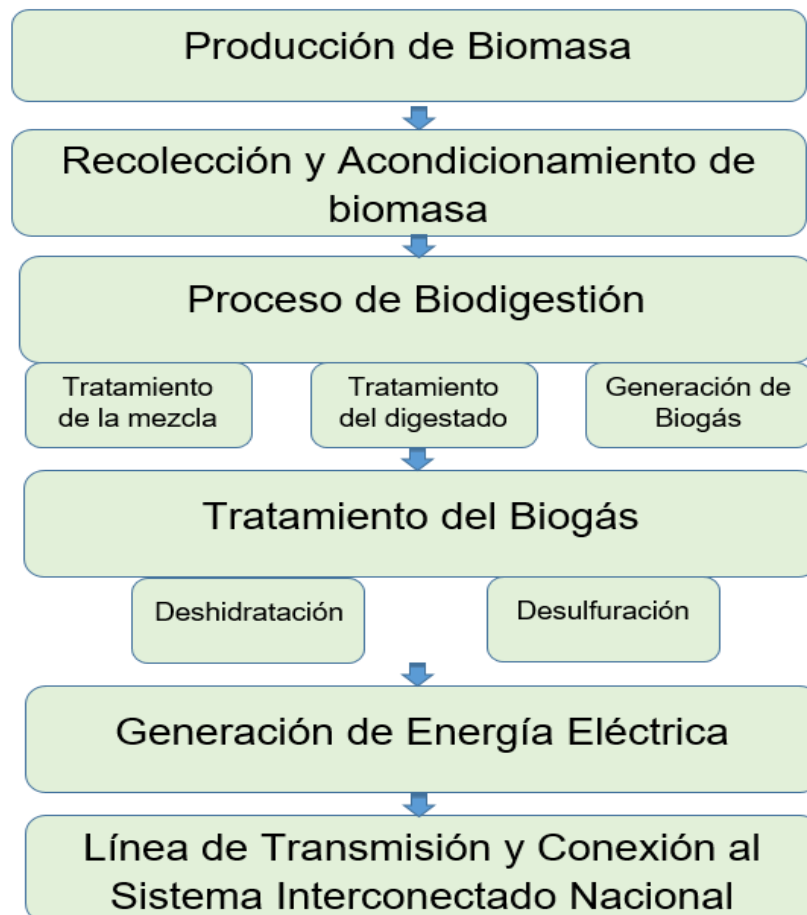 Producción de Biomasa
Recolección y Acondicionamiento de
biomasa
Proceso de Biodigestión
Tratamiento
de la mezcla
Tratamiento
del digestado
Generación de
Biogás
Tratamiento del Biogás
Deshidratación
Desulfuración
Generación de Energía Eléctrica
Línea de Transmisión y Conexión al
Sistema Interconectado Nacional